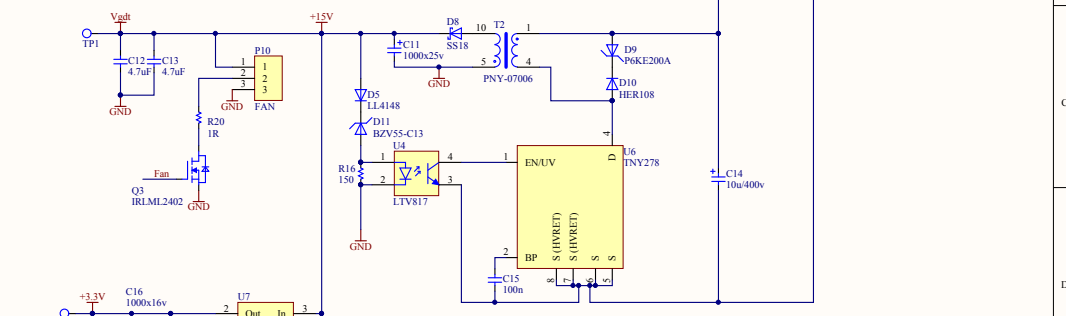 Vgdt
+15V
TP1
C12
4.7uF
C13
4.7uF
GND
P10
1
2
3
1
2
3
FAN
GND
R20
1R
Fan
Q3
IRLML2402
GND
C11
1000x25v
GND
D8
SS18
T2
10
5
1
4
PNY-07006
D9
P6KE200A
D10
HER108
D5
LL4148
D11
BZV55-C13
R16
150
U4
1
2
4
3
LTV817
GND
U6
TNY278
4
D
1
EN/UV
2
BP
S (HVRET)
S (HVRET)
S
S
8
7
6
5
C15
100n
C14
10u/400v
C
D
+3.3V
C16
1000x16v
U7
2
Out
In
3